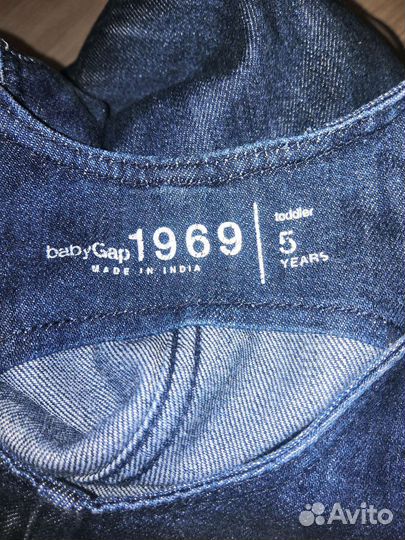 babyGap 1969
MADE IN INDIA
toddler
5
YEARS
Avito